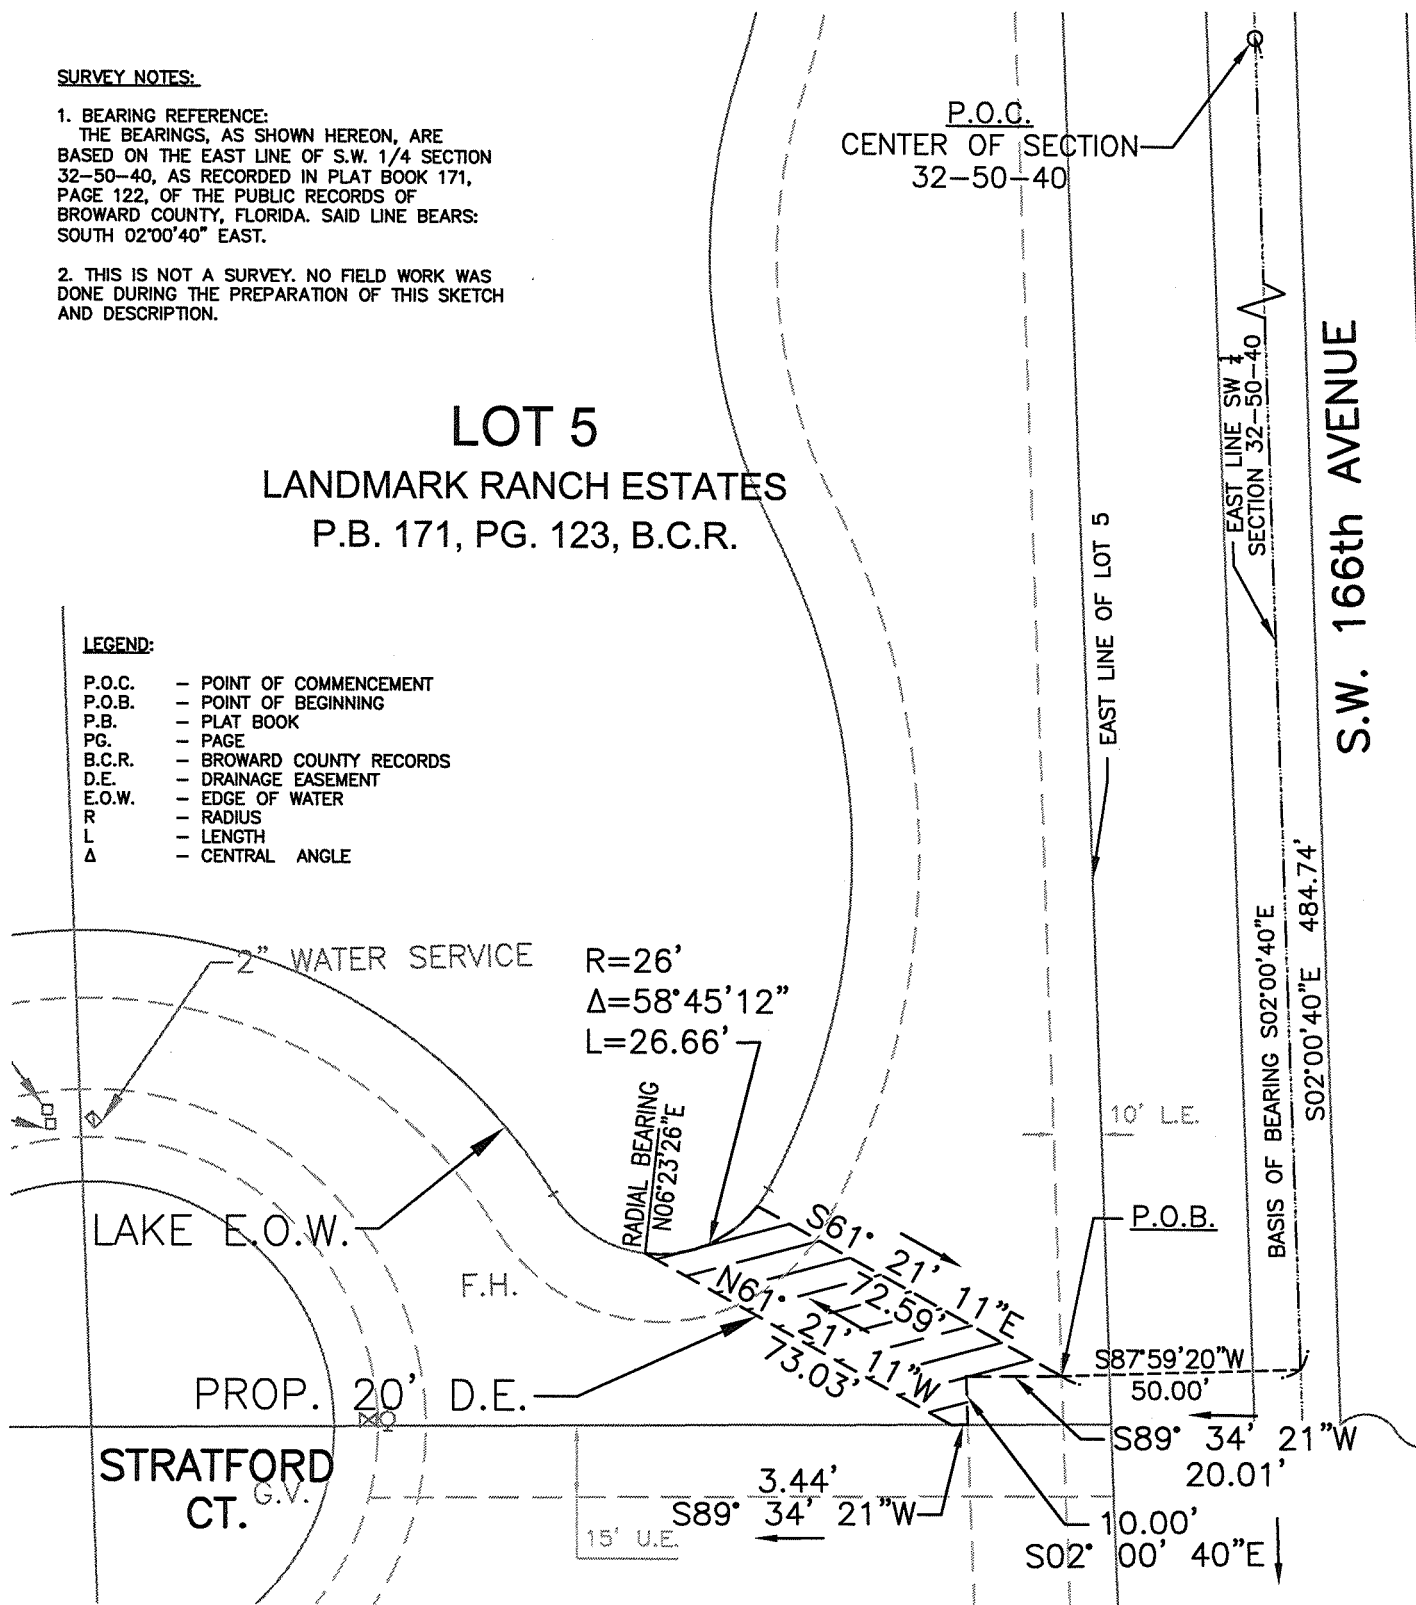 SURVEY NOTES:
1. BEARING REFERENCE:
THE BEARINGS, AS SHOWN HEREON, ARE
BASED ON THE EAST LINE OF S.W. 1/4 SECTION
32-50-40, AS RECORDED IN PLAT BOOK 171,
PAGE 122, OF THE PUBLIC RECORDS OF
BROWARD COUNTY, FLORIDA. SAID LINE BEARS:
SOUTH 02°00'40" EAST.
2. THIS IS NOT A SURVEY. NO FIELD WORK WAS
DONE DURING THE PREPARATION OF THIS SKETCH
AND DESCRIPTION.
P.O.C.
CENTER OF SECTION
32-50-40
LOT 5
LANDMARK RANCH ESTATES
P.B. 171, PG. 123, B.C.R.
EAST LINE SW 1/4
SECTION 32-50-40
S.W. 166th AVENUE
EAST LINE OF LOT 5
LEGEND:
P.O.C. - POINT OF COMMENCEMENT
P.O.B. - POINT OF BEGINNING
P.B. - PLAT BOOK
PG. - PAGE
B.C.R. - BROWARD COUNTY RECORDS
D.E. - DRAINAGE EASEMENT
E.O.W. - EDGE OF WATER
R - RADIUS
L - LENGTH
Δ - CENTRAL ANGLE
2" WATER SERVICE
R=26'
Δ=58°45'12"
L=26.66'
RADIAL BEARING
N06°23'26"E
BASIS OF BEARING S02°00'40"E
S02°00'40"E 484.74'
10' L.E.
LAKE E.O.W.
F.H.
P.O.B.
S61° 21' 11"E
72.59'
N61° 21' 11"W
73.03'
S87°59'20"W
50.00'
PROP. 20' D.E.
S89° 34' 21"W
20.01'
STRATFORD
CT.
G.V.
3.44'
S89° 34' 21"W
10.00'
S02° 00' 40"E
15' U.E.